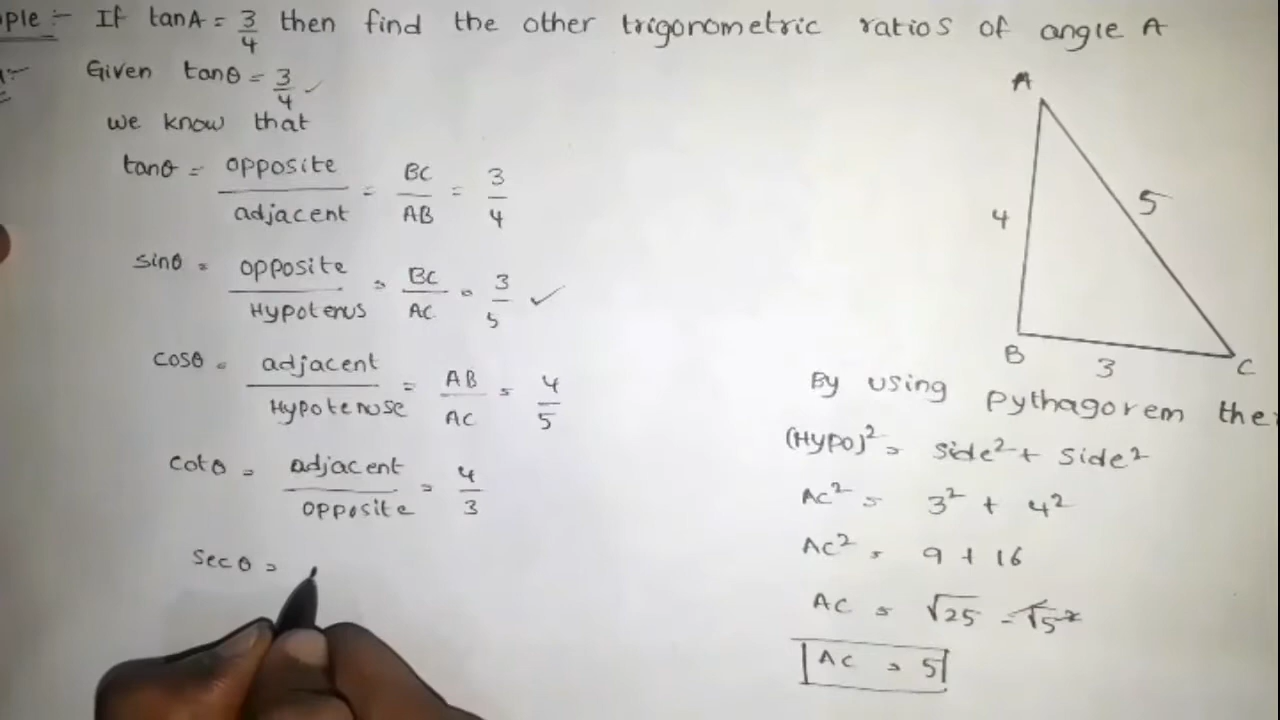 ple :- If tanA = 3/4 then find the other trigonometric ratios of angle A
Given tanθ = 3/4 ✓
we know that
tanθ = opposite/adjacent = BC/AB = 3/4
sinθ = opposite/Hypotenus = BC/AC = 3/5 ✓
cosθ = adjacent/Hypotenuse = AB/AC = 4/5
cotθ = adjacent/opposite = 4/3
secθ =
A
4
5
B
3
C
By using pythagorem the
(Hypo)² = side² + side²
AC² = 3² + 4²
AC² = 9 + 16
AC = √25 = √5²
AC = 5